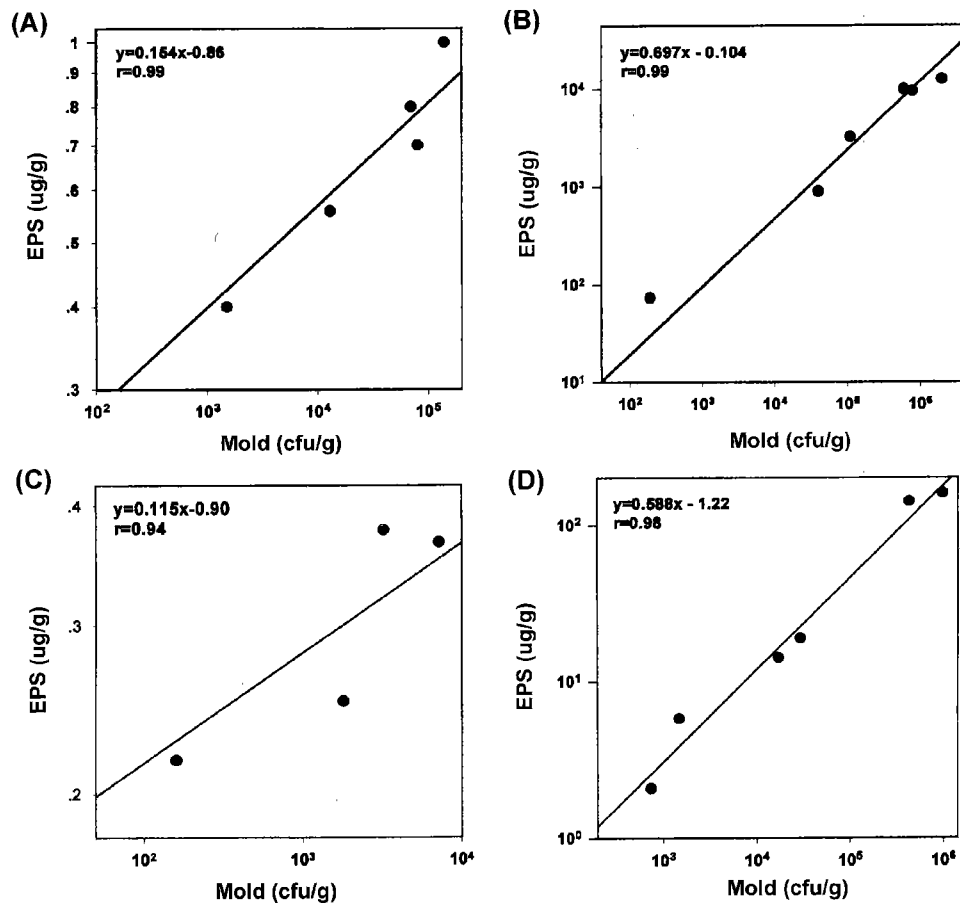 (A)
y=0.154x-0.86
r=0.99
1
.9
.8
.7
.6
.5
.4
.3
EPS (ug/g)
10² 10³ 10⁴ 10⁵
Mold (cfu/g)
(B)
y=0.697x - 0.104
r=0.99
10⁴
10³
10²
10¹
EPS (ug/g)
10² 10³ 10⁴ 10⁵ 10⁶
Mold (cfu/g)
(C)
y=0.115x-0.90
r=0.94
.4
.3
.2
EPS (ug/g)
10² 10³ 10⁴
Mold (cfu/g)
(D)
y=0.588x - 1.22
r=0.98
10²
10¹
10⁰
EPS (ug/g)
10³ 10⁴ 10⁵ 10⁶
Mold (cfu/g)